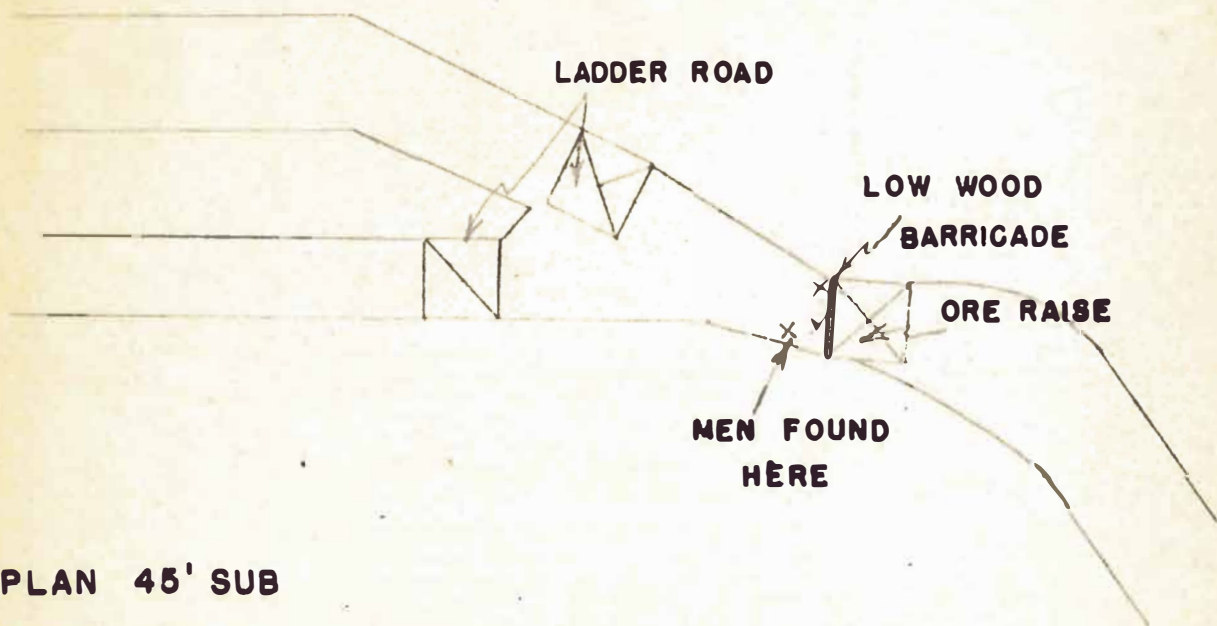 LADDER ROAD
LOW WOOD
BARRICADE
ORE RAISE
MEN FOUND
HERE
PLAN 45' SUB